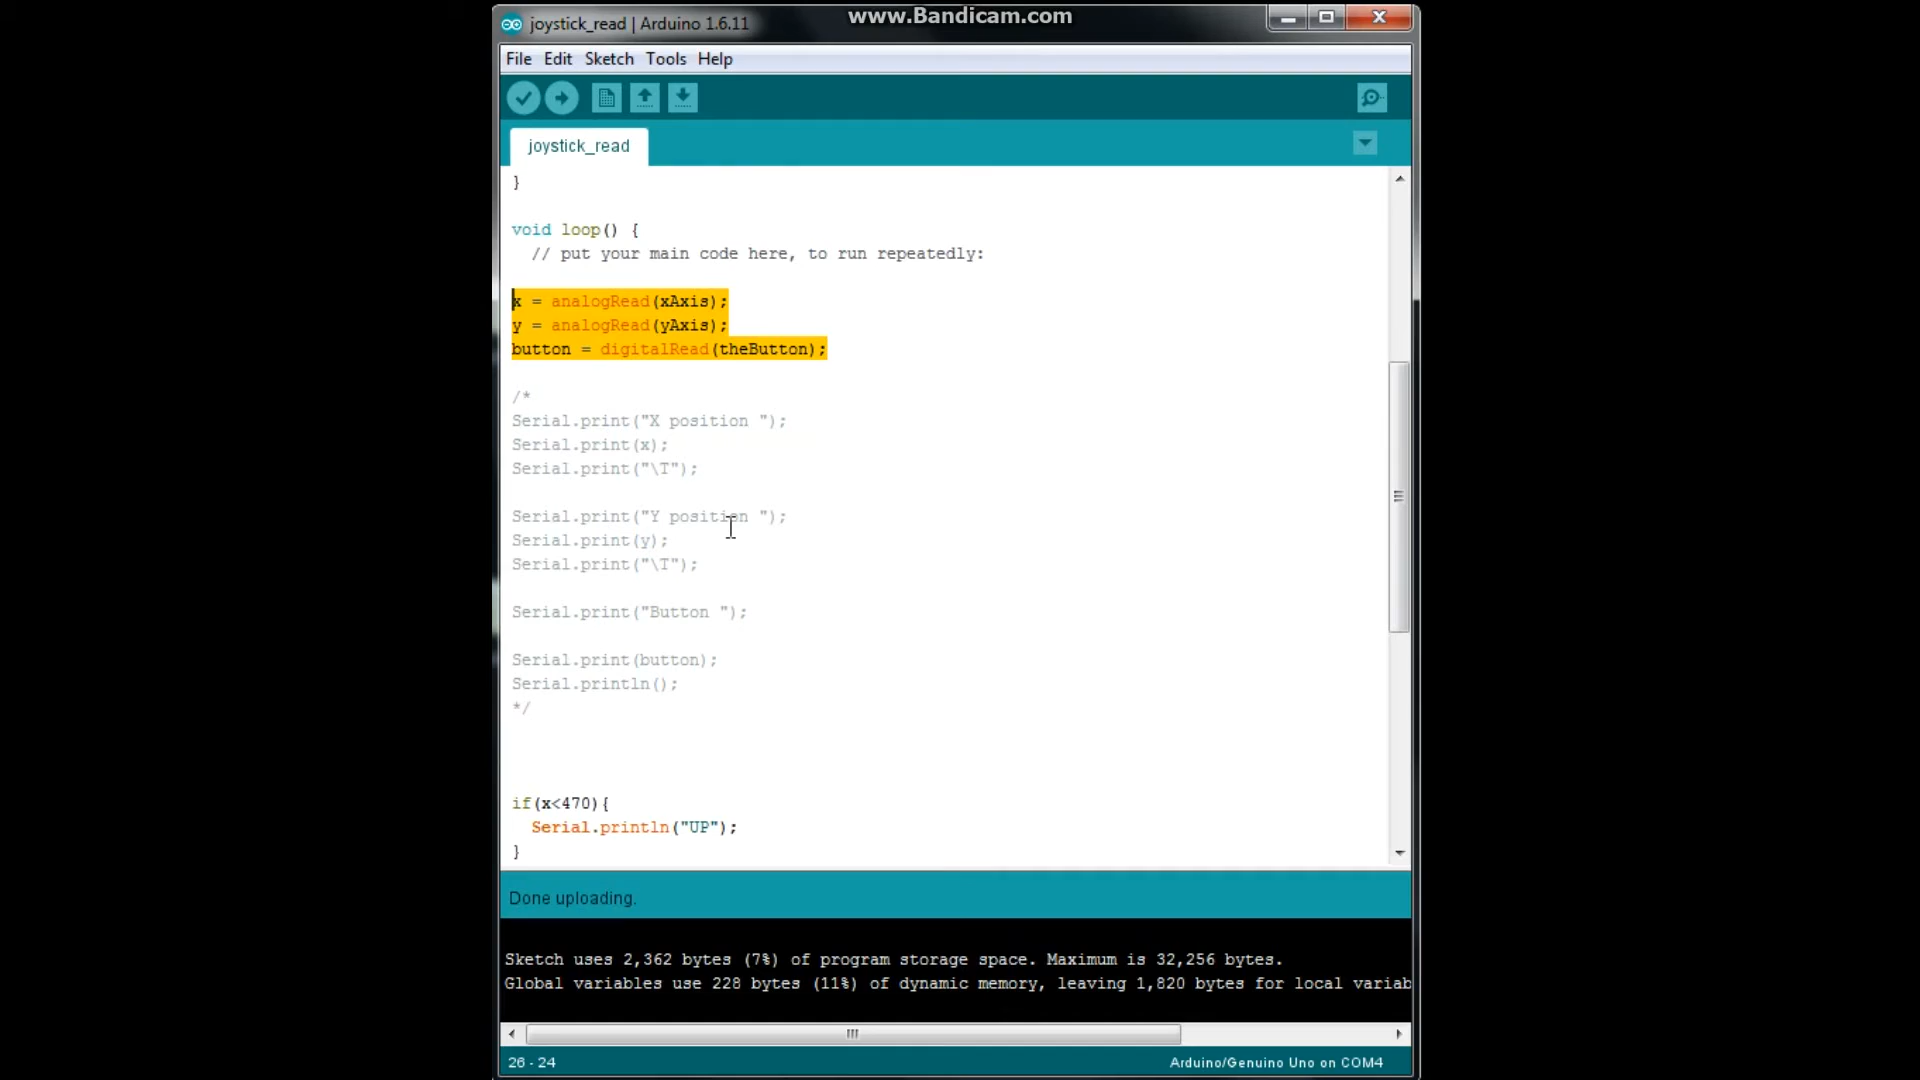 www.Bandicam.com
joystick_read | Arduino 1.6.11
File Edit Sketch Tools Help
joystick_read
}
void loop() {
// put your main code here, to run repeatedly:
x = analogRead(xAxis);
y = analogRead(yAxis);
button = digitalRead(theButton);
/*
Serial.print("X position ");
Serial.print(x);
Serial.print("\T");
Serial.print("Y position ");
Serial.print(y);
Serial.print("\T");
Serial.print("Button ");
Serial.print(button);
Serial.println();
*/
if(x<470){
Serial.println("UP");
}
Done uploading.
Sketch uses 2,362 bytes (7%) of program storage space. Maximum is 32,256 bytes.
Global variables use 228 bytes (11%) of dynamic memory, leaving 1,820 bytes for local variab
26 - 24
Arduino/Genuino Uno on COM4